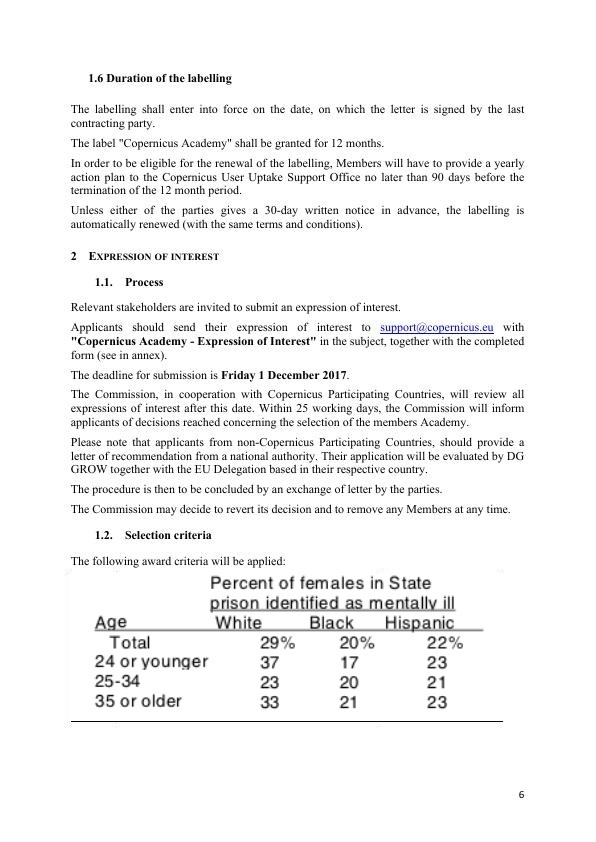 1.6 Duration of the labelling
The labelling shall enter into force on the date, on which the letter is signed by the last
contracting party.
The label "Copernicus Academy" shall be granted for 12 months.
In order to be eligible for the renewal of the labelling, Members will have to provide a yearly
action plan to the Copernicus User Uptake Support Office no later than 90 days before the
termination of the 12 month period.
Unless either of the parties gives a 30-day written notice in advance, the labelling is
automatically renewed (with the same terms and conditions).
2 EXPRESSION OF INTEREST
1.1. Process
Relevant stakeholders are invited to submit an expression of interest.
Applicants should send their expression of interest to support@copernicus.eu with
"Copernicus Academy - Expression of Interest" in the subject, together with the completed
form (see in annex).
The deadline for submission is Friday 1 December 2017.
The Commission, in cooperation with Copernicus Participating Countries, will review all
expressions of interest after this date. Within 25 working days, the Commission will inform
applicants of decisions reached concerning the selection of the members Academy.
Please note that applicants from non-Copernicus Participating Countries, should provide a
letter of recommendation from a national authority. Their application will be evaluated by DG
GROW together with the EU Delegation based in their respective country.
The procedure is then to be concluded by an exchange of letter by the parties.
The Commission may decide to revert its decision and to remove any Members at any time.
1.2. Selection criteria
The following award criteria will be applied:
Percent of females in State
prison identified as mentally ill
Age White Black Hispanic
Total 29% 20% 22%
24 or younger 37 17 23
25-34 23 20 21
35 or older 33 21 23
6